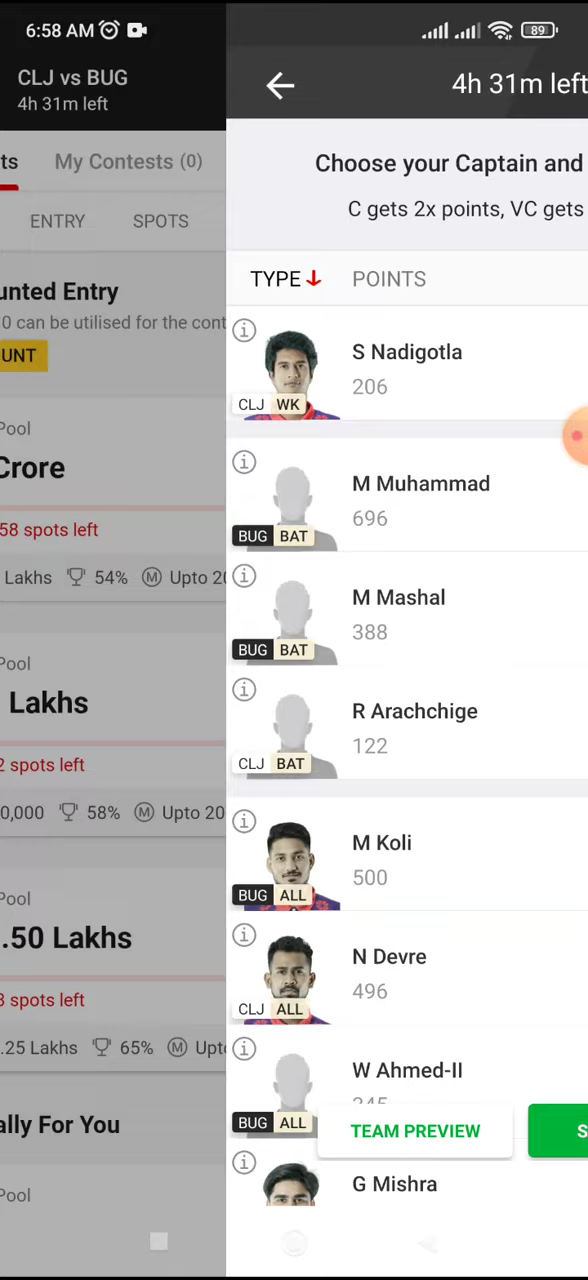 6:58 AM
89
CLJ vs BUG
4h 31m left
ts
My Contests (0)
ENTRY
SPOTS
unted Entry
0 can be utilised for the cont
UNT
Pool
Crore
58 spots left
Lakhs
54%
M
Upto 20
Pool
Lakhs
2 spots left
0,000
58%
M
Upto 20
Pool
.50 Lakhs
3 spots left
.25 Lakhs
65%
M
Upt
ally For You
Pool
4h 31m left
Choose your Captain and
C gets 2x points, VC gets
TYPE
POINTS
S Nadigotla
206
CLJ WK
M Muhammad
696
BUG BAT
M Mashal
388
BUG BAT
R Arachchige
122
CLJ BAT
M Koli
500
BUG ALL
N Devre
496
CLJ ALL
W Ahmed-II
BUG ALL
TEAM PREVIEW
S
G Mishra